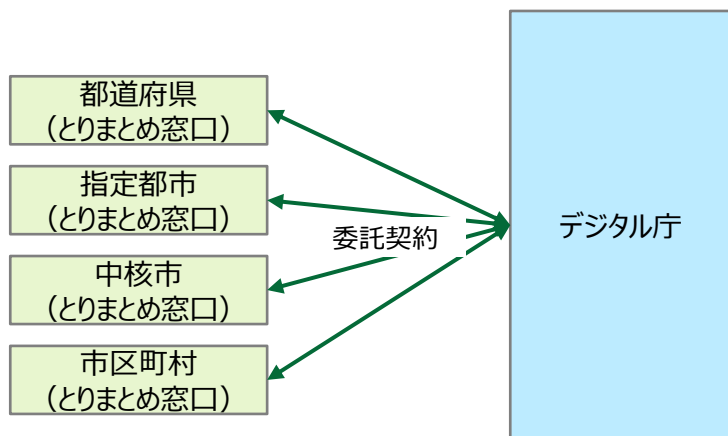 都道府県
（とりまとめ窓口）
指定都市
（とりまとめ窓口）
中核市
（とりまとめ窓口）
市区町村
（とりまとめ窓口）
委託契約
デジタル庁